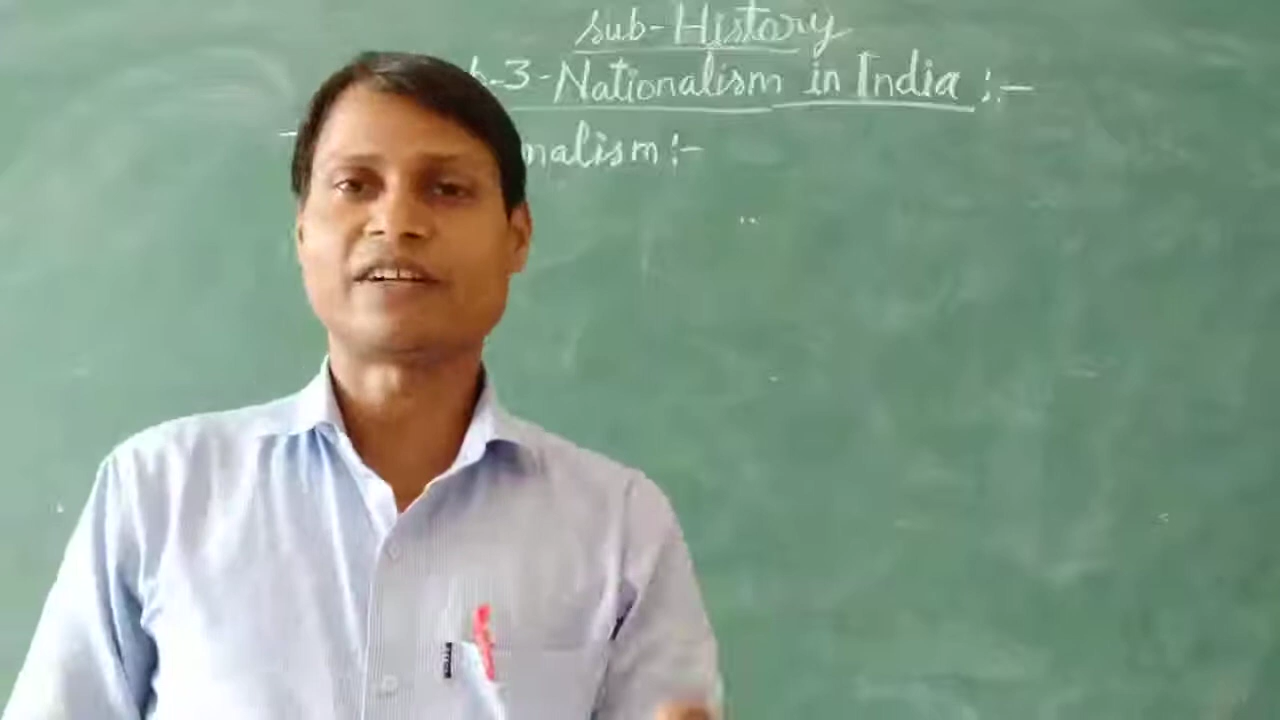 sub-History
-3-Nationalism in India :-
nalism :-